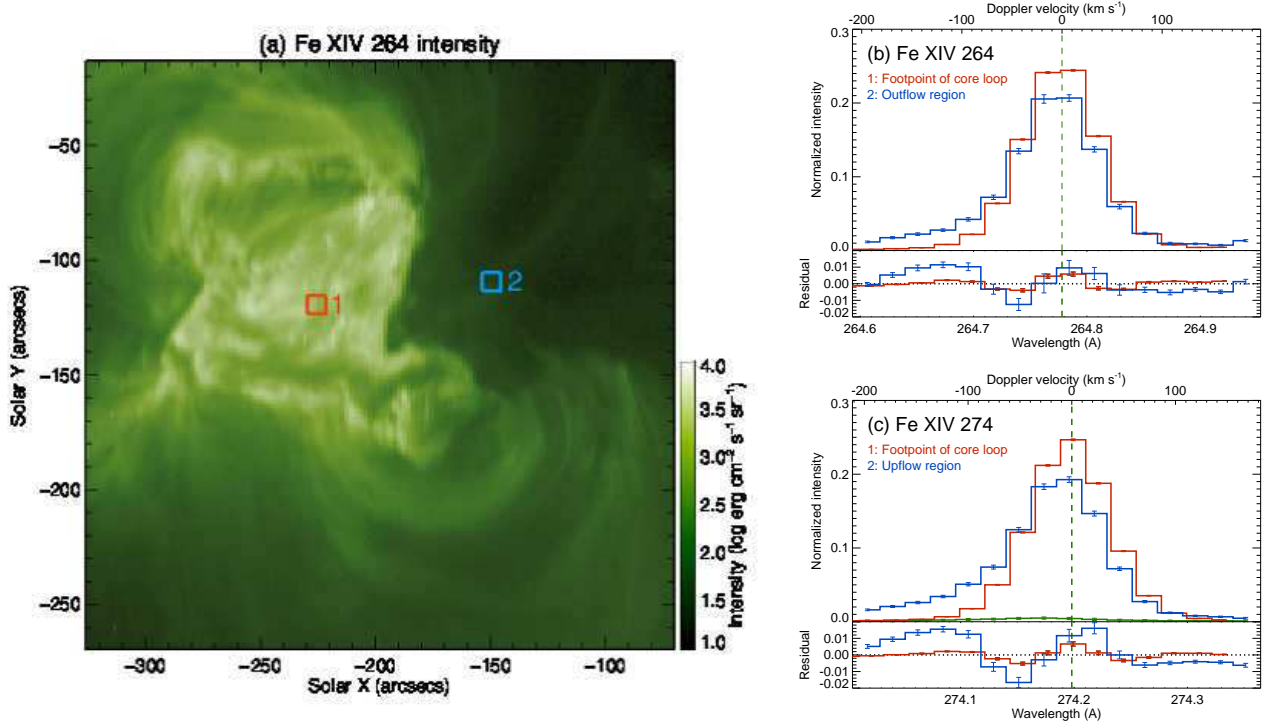 (a) Fe XIV 264 intensity
Solar Y (arcsecs)
−50
−100
−150
−200
−250
1
2
−300
−250
−200
−150
−100
Solar X (arcsecs)
4.0
3.5
3.0
2.5
2.0
1.5
1.0
Intensity (log erg cm⁻² s⁻¹ sr⁻¹)
Doppler velocity (km s⁻¹)
-200
-100
0
100
(b) Fe XIV 264
1: Footpoint of core loop
2: Outflow region
Normalized intensity
0.3
0.2
0.1
0.0
Residual
0.01
0.00
-0.01
-0.02
264.6
264.7
264.8
264.9
Wavelength (A)
Doppler velocity (km s⁻¹)
-200
-100
0
100
(c) Fe XIV 274
1: Footpoint of core loop
2: Upflow region
Normalized intensity
0.3
0.2
0.1
0.0
Residual
0.01
0.00
-0.01
-0.02
274.1
274.2
274.3
Wavelength (A)